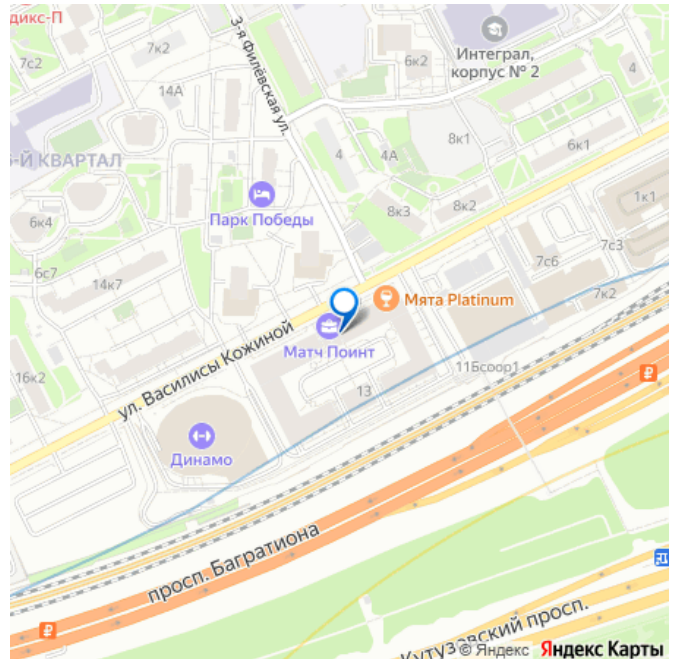 дикс-П
7к2
7с2
14А
3-я Филёвская ул.
6к2
Интеграл,
корпус № 2
4
-Й КВАРТАЛ
4
4А
8к1
6к1
Парк Победы
8к3
8к2
1к1
6к4
6с7
14к7
7с6
7с3
7к2
Мята Platinum
Матч Поинт
ул. Василисы Кожиной
16к2
13
11Бсоор1
Динамо
просп. Багратиона
Кутузовский просп.
© Яндекс Яндекс Карты